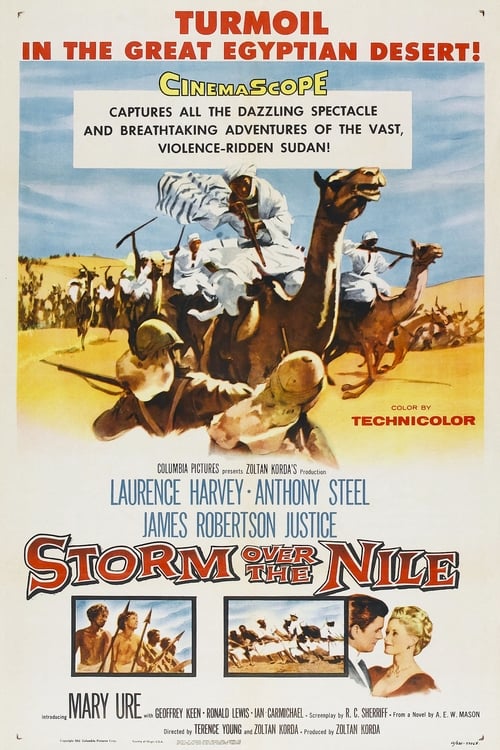 TURMOIL
IN THE GREAT EGYPTIAN DESERT!
CINEMASCOPE
CAPTURES ALL THE DAZZLING SPECTACLE
AND BREATHTAKING ADVENTURES OF THE VAST,
VIOLENCE-RIDDEN SUDAN!
COLOR BY
TECHNICOLOR
COLUMBIA PICTURES presents ZOLTAN KORDA'S Production
LAURENCE HARVEY · ANTHONY STEEL
JAMES ROBERTSON JUSTICE
STORM OVER THE NILE
introducing MARY URE with GEOFFREY KEEN · RONALD LEWIS · IAN CARMICHAEL · Screenplay by R. C. SHERRIFF · From a Novel by A. E. W. MASON
Directed by TERENCE YOUNG and ZOLTAN KORDA · Produced by ZOLTAN KORDA